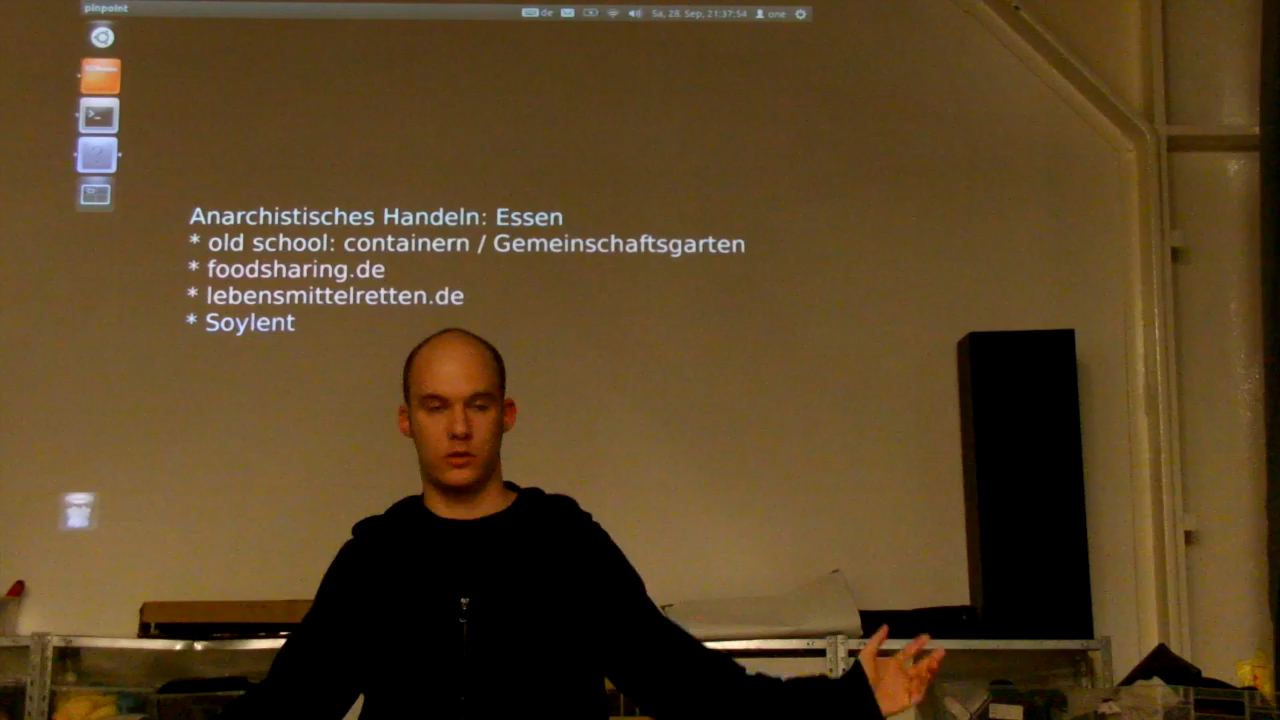 pinpoint
de
Sa, 28. Sep, 21:37:54
one
Anarchistisches Handeln: Essen
* old school: containern / Gemeinschaftsgarten
* foodsharing.de
* lebensmittelretten.de
* Soylent